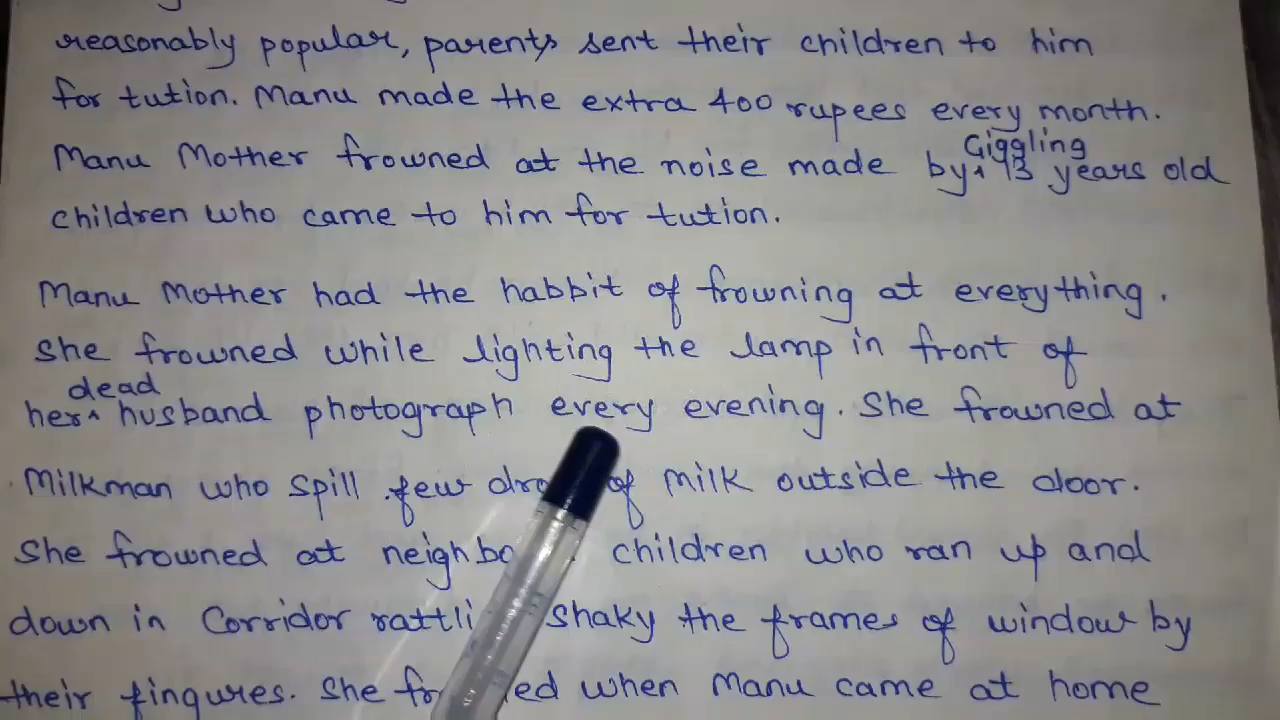 reasonably popular, parents sent their children to him
for tution. Manu made the extra 400 rupees every month.
Giggling
Manu Mother frowned at the noise made by 13 years old
children who came to him for tution.
Manu Mother had the habbit of frowning at everything.
She frowned while lighting the lamp in front of
dead
her husband photograph every evening. She frowned at
Milkman who spill few of milk outside the door.
She frowned at children who ran up and
down in Corridor shaky the frames of window by
their fingures. She when Manu came at home